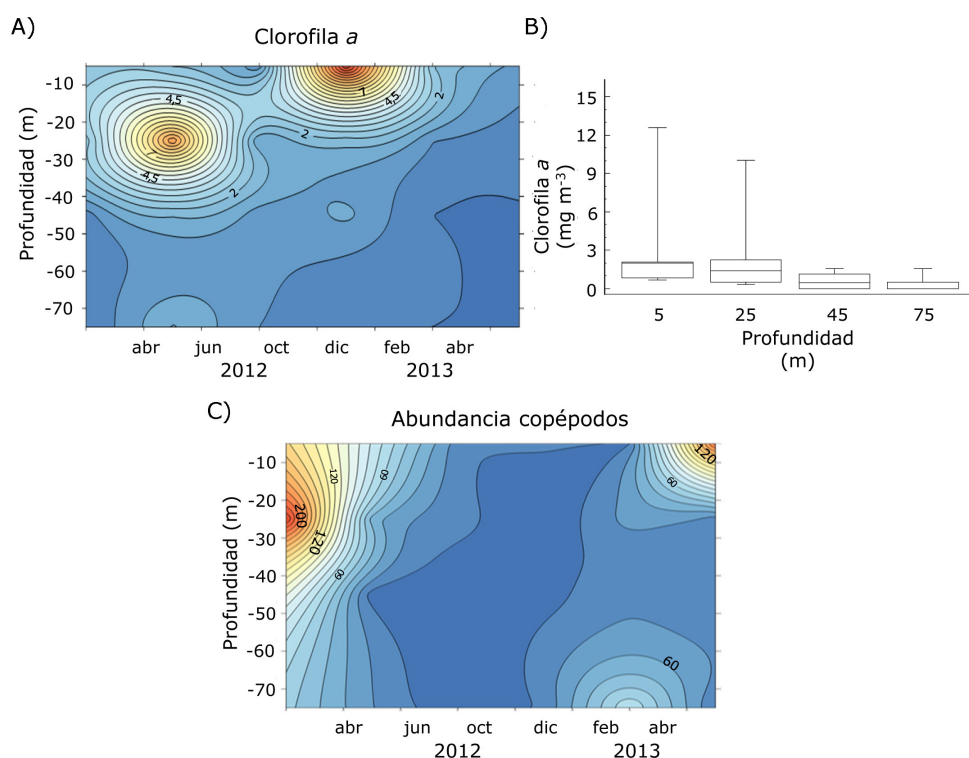 A)
Clorofila a
Profundidad (m)
-10
-20
-30
-40
-50
-60
-70
4,5
7
4,5
2
2
4,5
2
abr
jun
oct
dic
feb
abr
2012
2013
B)
Clorofila a
(mg m-3)
15
12
9
6
3
0
5
25
45
75
Profundidad
(m)
C)
Abundancia copépodos
Profundidad (m)
-10
-20
-30
-40
-50
-60
-70
120
60
200
120
60
120
60
60
abr
jun
oct
dic
feb
abr
2012
2013